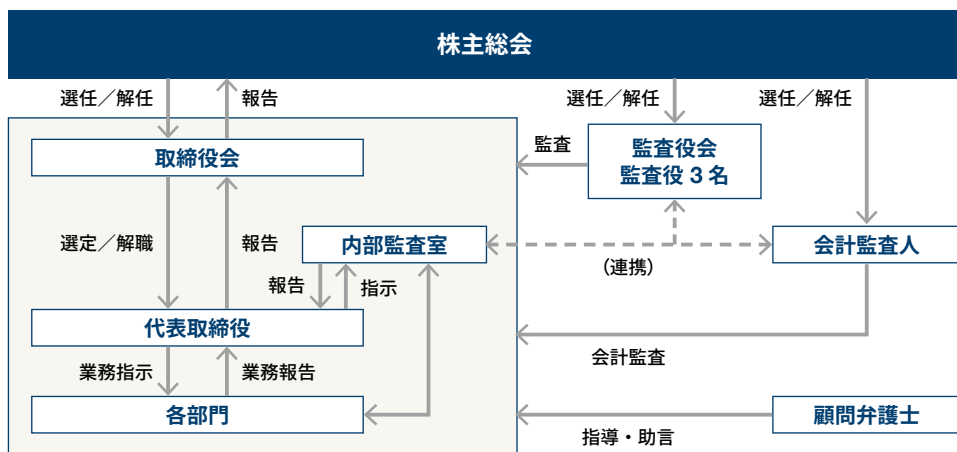 株主総会
選任／解任
報告
選任／解任
選任／解任
取締役会
監査
監査役会
監査役 3 名
選定／解職
報告
内部監査室
(連携)
会計監査人
報告
指示
代表取締役
会計監査
業務指示
業務報告
各部門
指導・助言
顧問弁護士